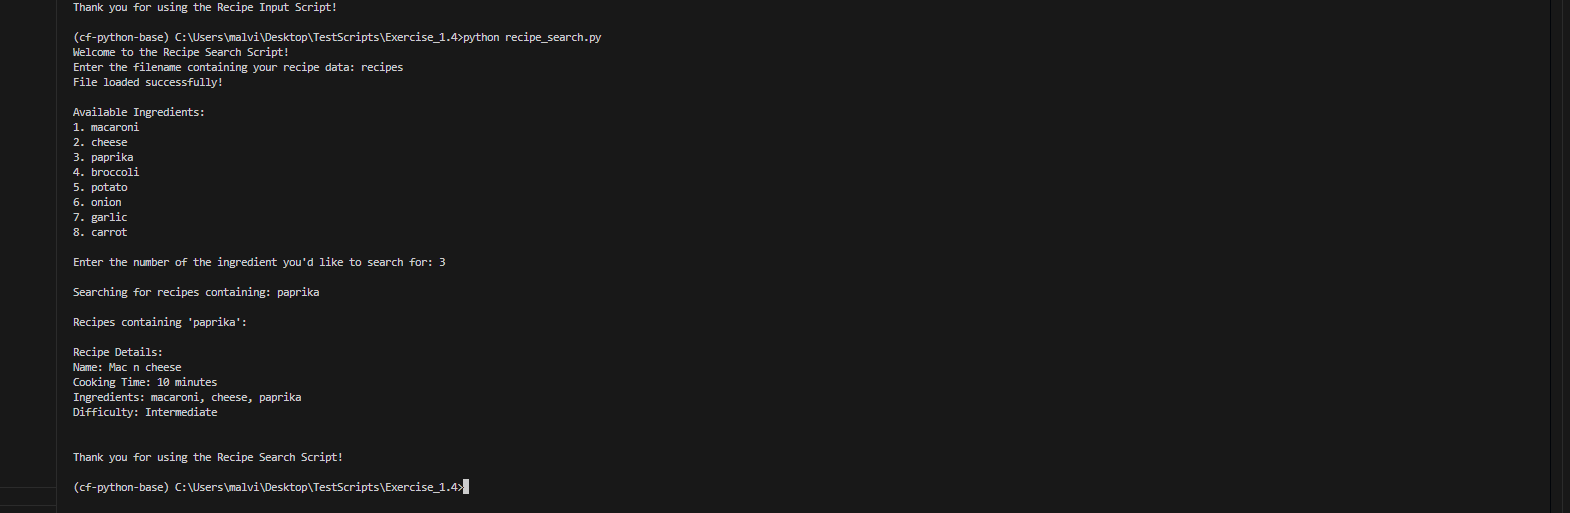 Thank you for using the Recipe Input Script!
(cf-python-base) C:\Users\malvi\Desktop\TestScripts\Exercise_1.4>python recipe_search.py
Welcome to the Recipe Search Script!
Enter the filename containing your recipe data: recipes
File loaded successfully!
Available Ingredients:
1. macaroni
2. cheese
3. paprika
4. broccoli
5. potato
6. onion
7. garlic
8. carrot
Enter the number of the ingredient you'd like to search for: 3
Searching for recipes containing: paprika
Recipes containing 'paprika':
Recipe Details:
Name: Mac n cheese
Cooking Time: 10 minutes
Ingredients: macaroni, cheese, paprika
Difficulty: Intermediate
Thank you for using the Recipe Search Script!
(cf-python-base) C:\Users\malvi\Desktop\TestScripts\Exercise_1.4>